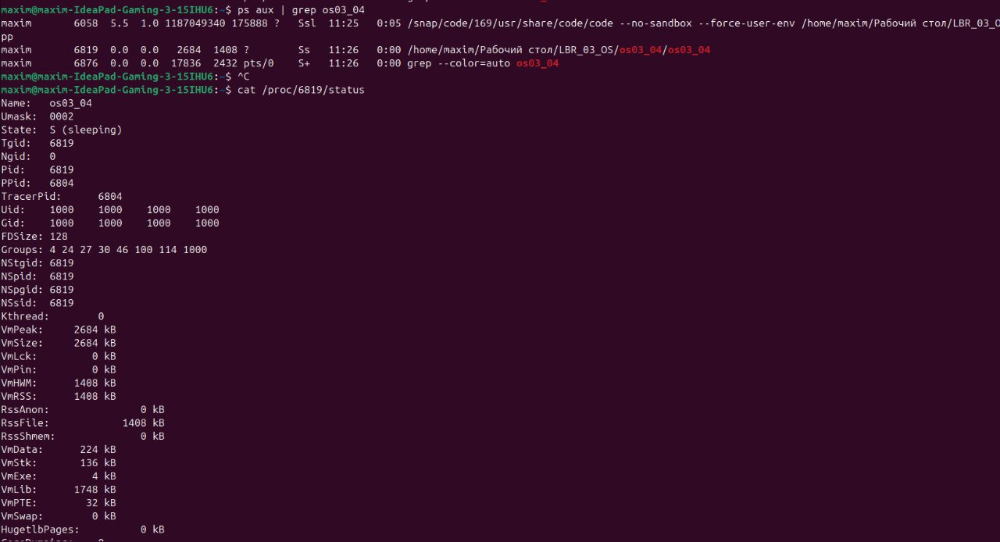 maxim@maxim-IdeaPad-Gaming-3-15IHU6:~$ ps aux | grep os03_04
maxim       6058  5.5  1.0 1187049340 175888 ?   Ssl  11:25   0:05 /snap/code/169/usr/share/code/code --no-sandbox --force-user-env /home/maxim/Рабочий стол/LBR_03_O
pp
maxim       6819  0.0  0.0   2684  1408 ?        Ss   11:26   0:00 /home/maxim/Рабочий стол/LBR_03_OS/os03_04/os03_04
maxim       6876  0.0  0.0  17836  2432 pts/0    S+   11:26   0:00 grep --color=auto os03_04
maxim@maxim-IdeaPad-Gaming-3-15IHU6:~$ ^C
maxim@maxim-IdeaPad-Gaming-3-15IHU6:~$ cat /proc/6819/status
Name:   os03_04
Umask:  0002
State:  S (sleeping)
Tgid:   6819
Ngid:   0
Pid:    6819
PPid:   6804
TracerPid:      6804
Uid:    1000    1000    1000    1000
Gid:    1000    1000    1000    1000
FDSize: 128
Groups: 4 24 27 30 46 100 114 1000
NStgid: 6819
NSpid:  6819
NSpgid: 6819
NSsid:  6819
Kthread:        0
VmPeak:     2684 kB
VmSize:     2684 kB
VmLck:         0 kB
VmPin:         0 kB
VmHWM:      1408 kB
VmRSS:      1408 kB
RssAnon:               0 kB
RssFile:            1408 kB
RssShmem:              0 kB
VmData:      224 kB
VmStk:       136 kB
VmExe:         4 kB
VmLib:      1748 kB
VmPTE:        32 kB
VmSwap:        0 kB
HugetlbPages:          0 kB